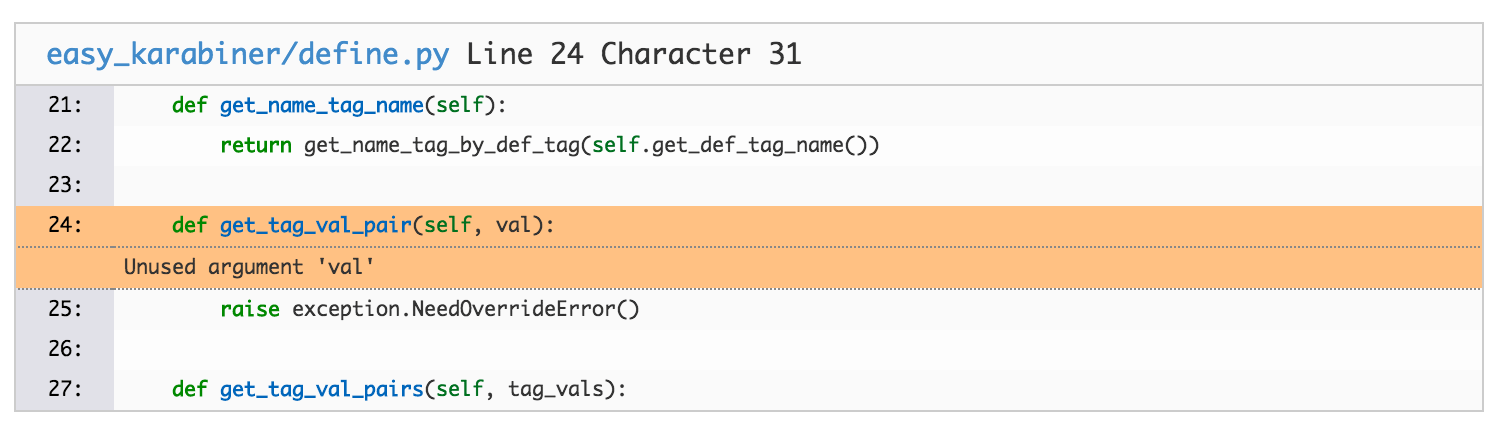 easy_karabiner/define.py Line 24 Character 31
21: def get_name_tag_name(self):
22: return get_name_tag_by_def_tag(self.get_def_tag_name())
23:
24: def get_tag_val_pair(self, val):
Unused argument 'val'
25: raise exception.NeedOverrideError()
26:
27: def get_tag_val_pairs(self, tag_vals):